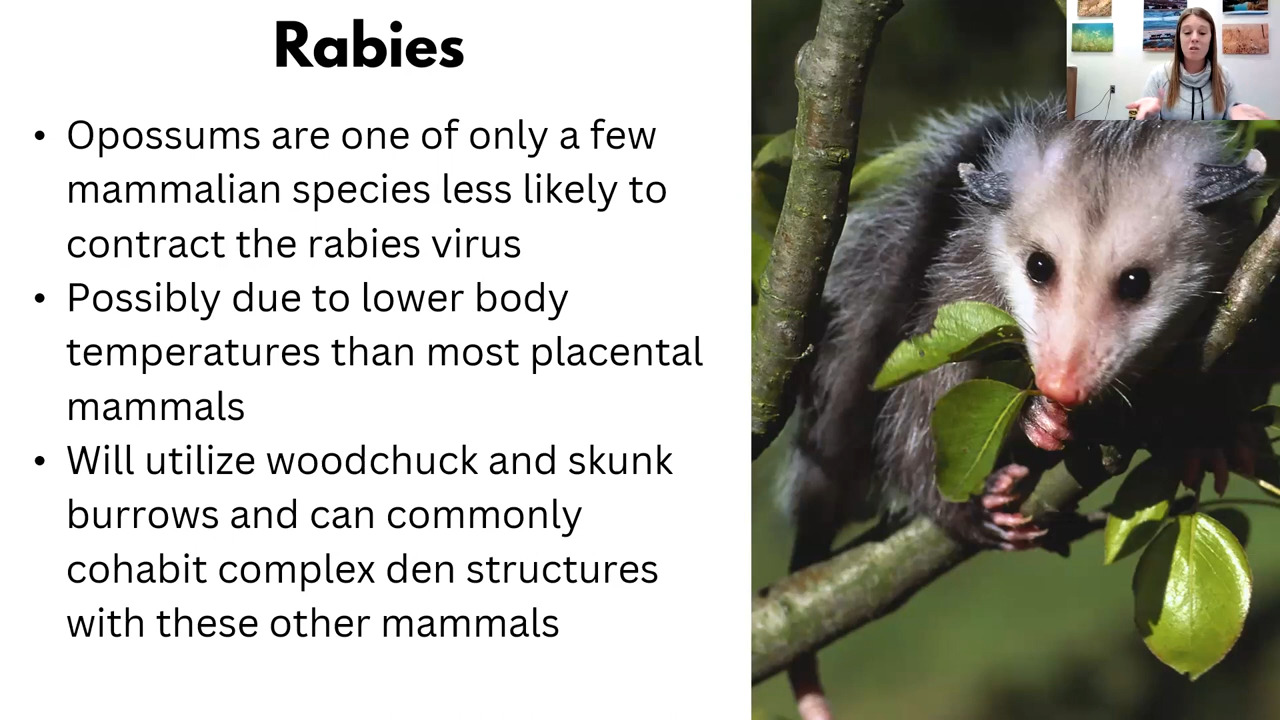 Rabies
• Opossums are one of only a few
mammalian species less likely to
contract the rabies virus
• Possibly due to lower body
temperatures than most placental
mammals
• Will utilize woodchuck and skunk
burrows and can commonly
cohabit complex den structures
with these other mammals